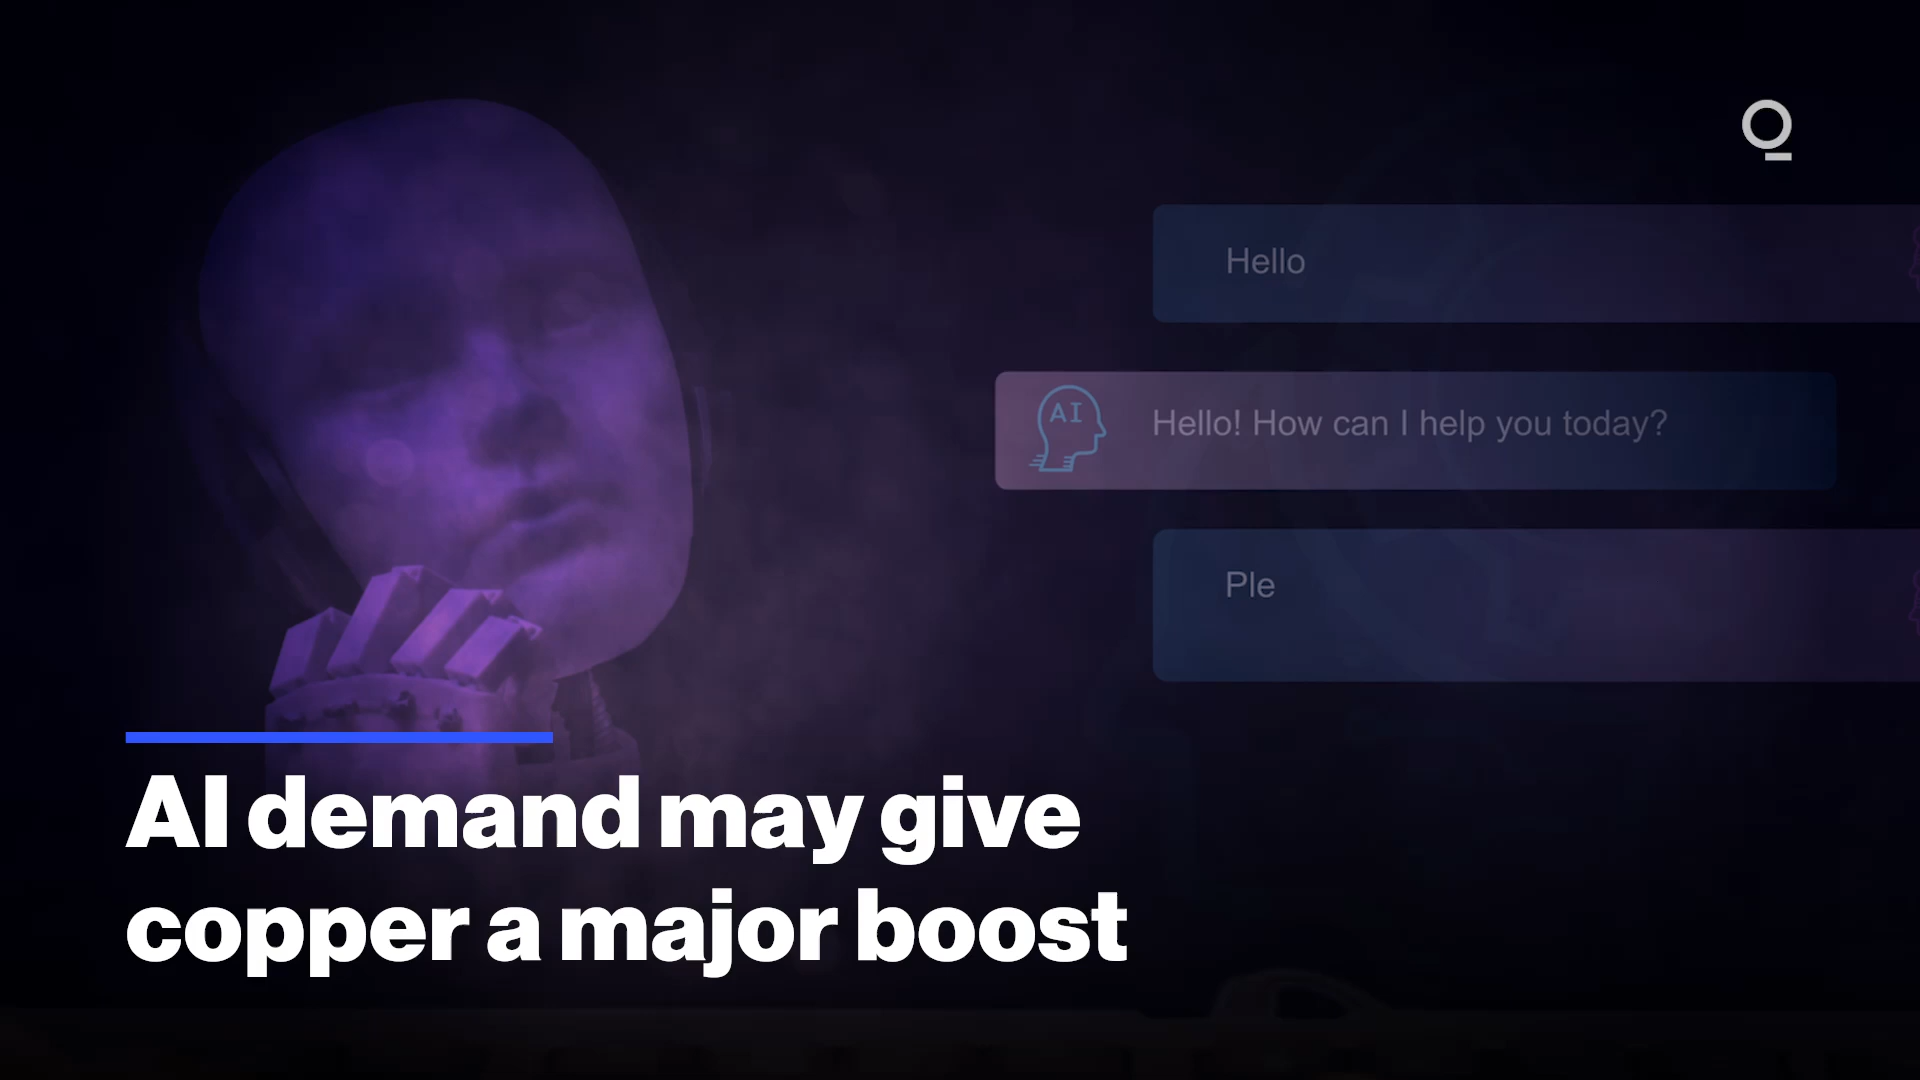 Hello
AI
Hello! How can I help you today?
Ple
AI demand may give
copper a major boost